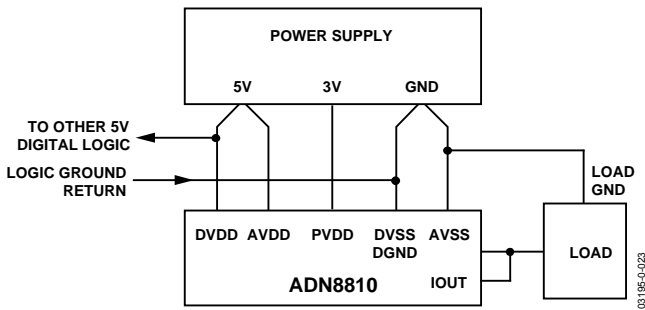 POWER SUPPLY
5V 3V GND
TO OTHER 5V
DIGITAL LOGIC
LOGIC GROUND
RETURN
LOAD
GND
DVDD AVDD PVDD DVSS AVSS
DGND
IOUT
ADN8810
LOAD
03195-0-023